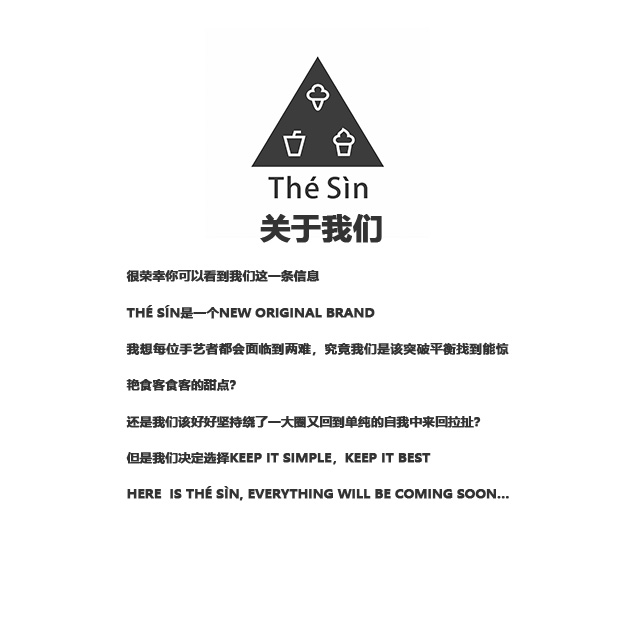 Thé Sìn
关于我们
很荣幸你可以看到我们这一条信息
THÉ SÍN是一个NEW ORIGINAL BRAND
我想每位手艺者都会面临到两难，究竟我们是该突破平衡找到能惊
艳食客食客的甜点?
还是我们该好好坚持绕了一大圈又回到单纯的自我中来回拉扯?
但是我们决定选择KEEP IT SIMPLE，KEEP IT BEST
HERE  IS THÉ SÌN, EVERYTHING WILL BE COMING SOON...